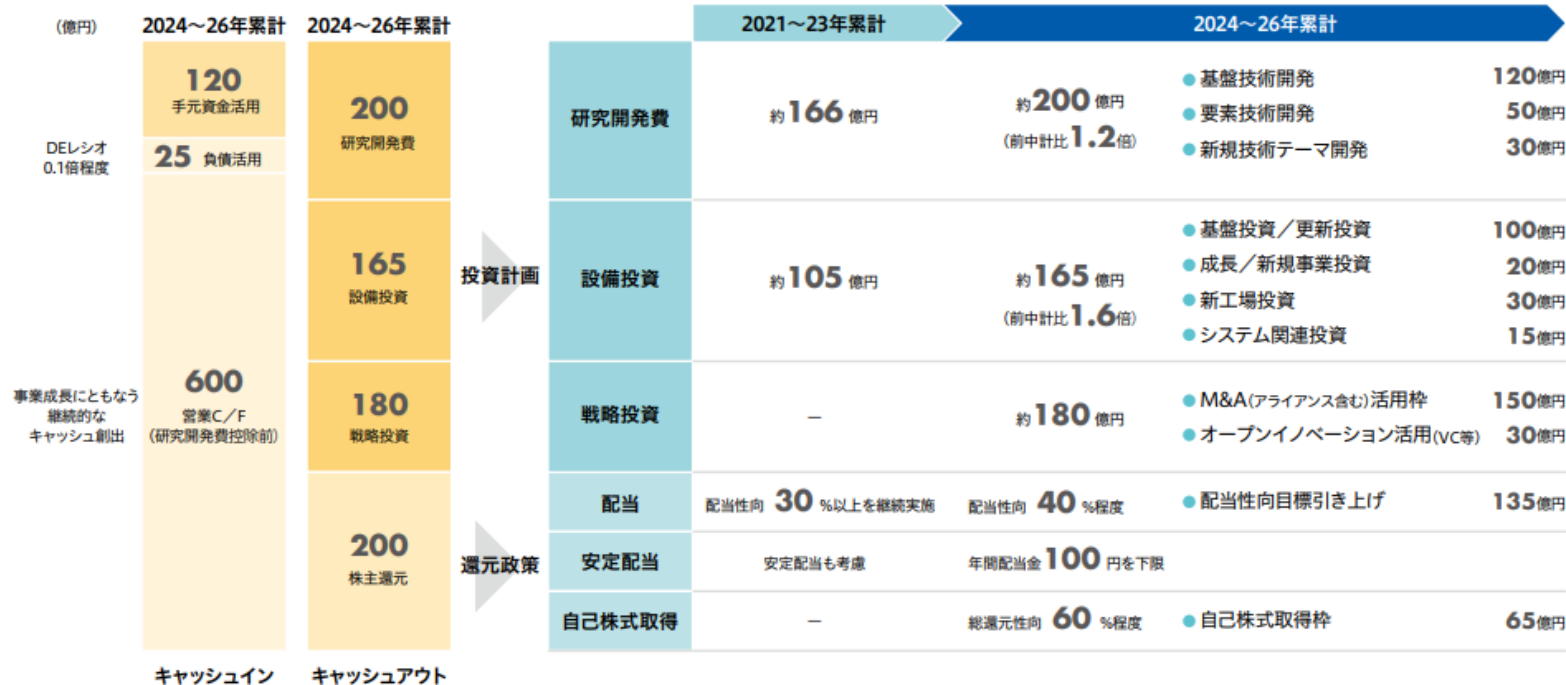 (億円)
2024～26年累計
120
手元資金活用
DEレシオ
0.1倍程度
25 負債活用
事業成長にともなう
継続的な
キャッシュ創出
600
営業C／F
(研究開発費控除前)
キャッシュイン
2024～26年累計
200
研究開発費
165
設備投資
180
戦略投資
200
株主還元
キャッシュアウト
投資計画
還元政策
2021～23年累計
2024～26年累計
研究開発費
約166 億円
約200 億円
(前中計比1.2倍)
●基盤技術開発 120億円
●要素技術開発 50億円
●新規技術テーマ開発 30億円
設備投資
約105 億円
約165 億円
(前中計比1.6倍)
●基盤投資／更新投資 100億円
●成長／新規事業投資 20億円
●新工場投資 30億円
●システム関連投資 15億円
戦略投資
－
約180 億円
●M&A(アライアンス含む)活用枠 150億円
●オープンイノベーション活用(VC等) 30億円
配当
配当性向 30 %以上を継続実施
配当性向 40 %程度
●配当性向目標引き上げ 135億円
安定配当
安定配当も考慮
年間配当金100 円を下限
自己株式取得
－
総還元性向 60 %程度
●自己株式取得枠 65億円